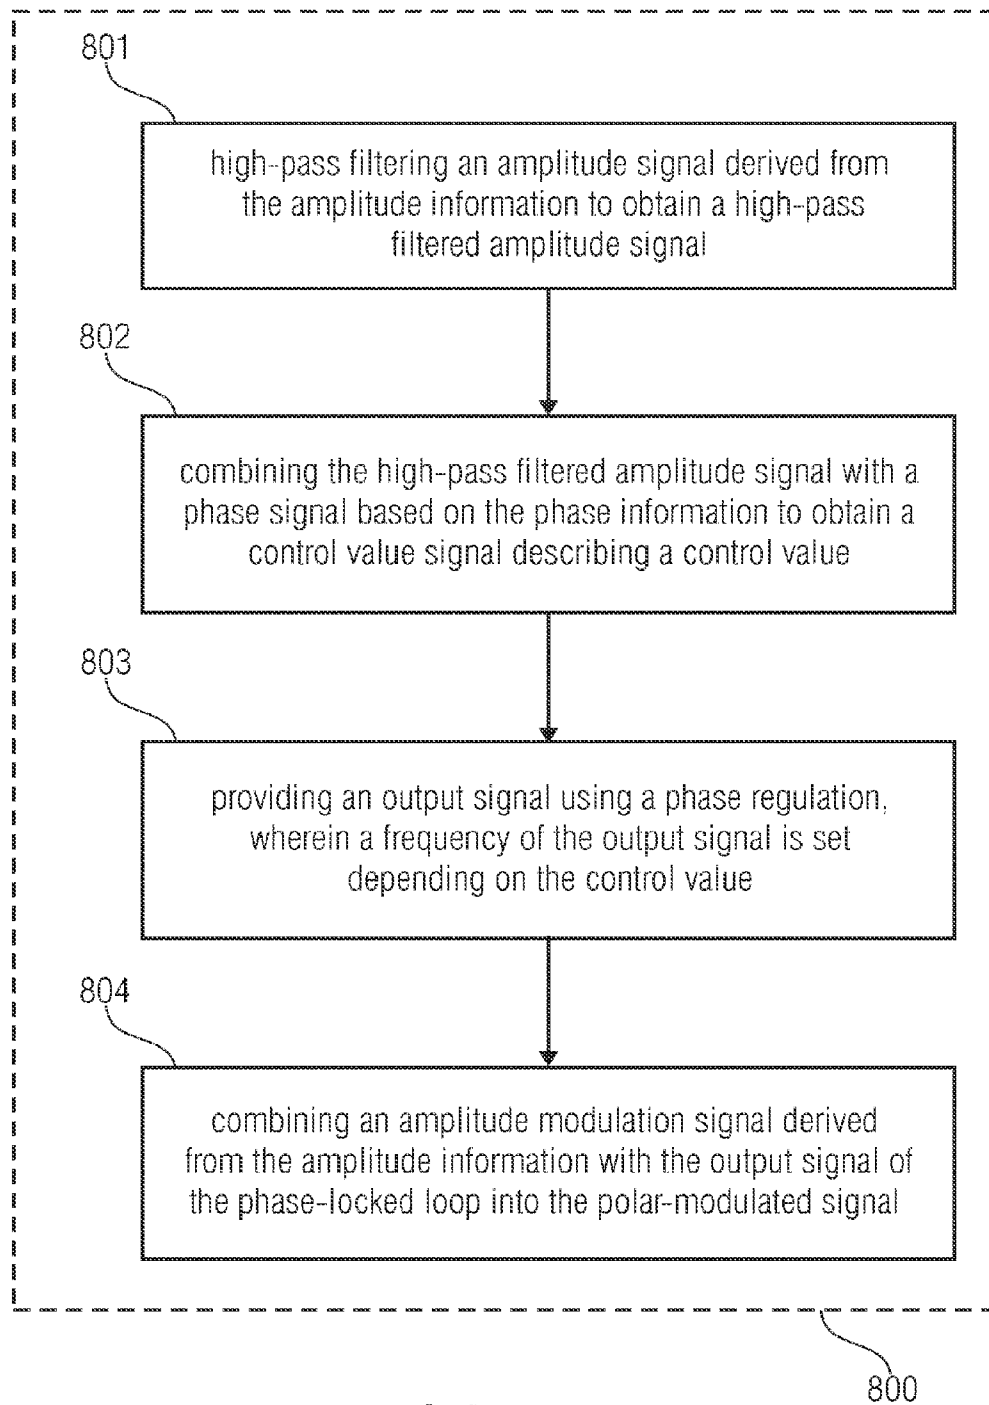 801
high-pass filtering an amplitude signal derived from
the amplitude information to obtain a high-pass
filtered amplitude signal
802
combining the high-pass filtered amplitude signal with a
phase signal based on the phase information to obtain a
control value signal describing a control value
803
providing an output signal using a phase regulation,
wherein a frequency of the output signal is set
depending on the control value
804
combining an amplitude modulation signal derived
from the amplitude information with the output signal of
the phase-locked loop into the polar-modulated signal
800